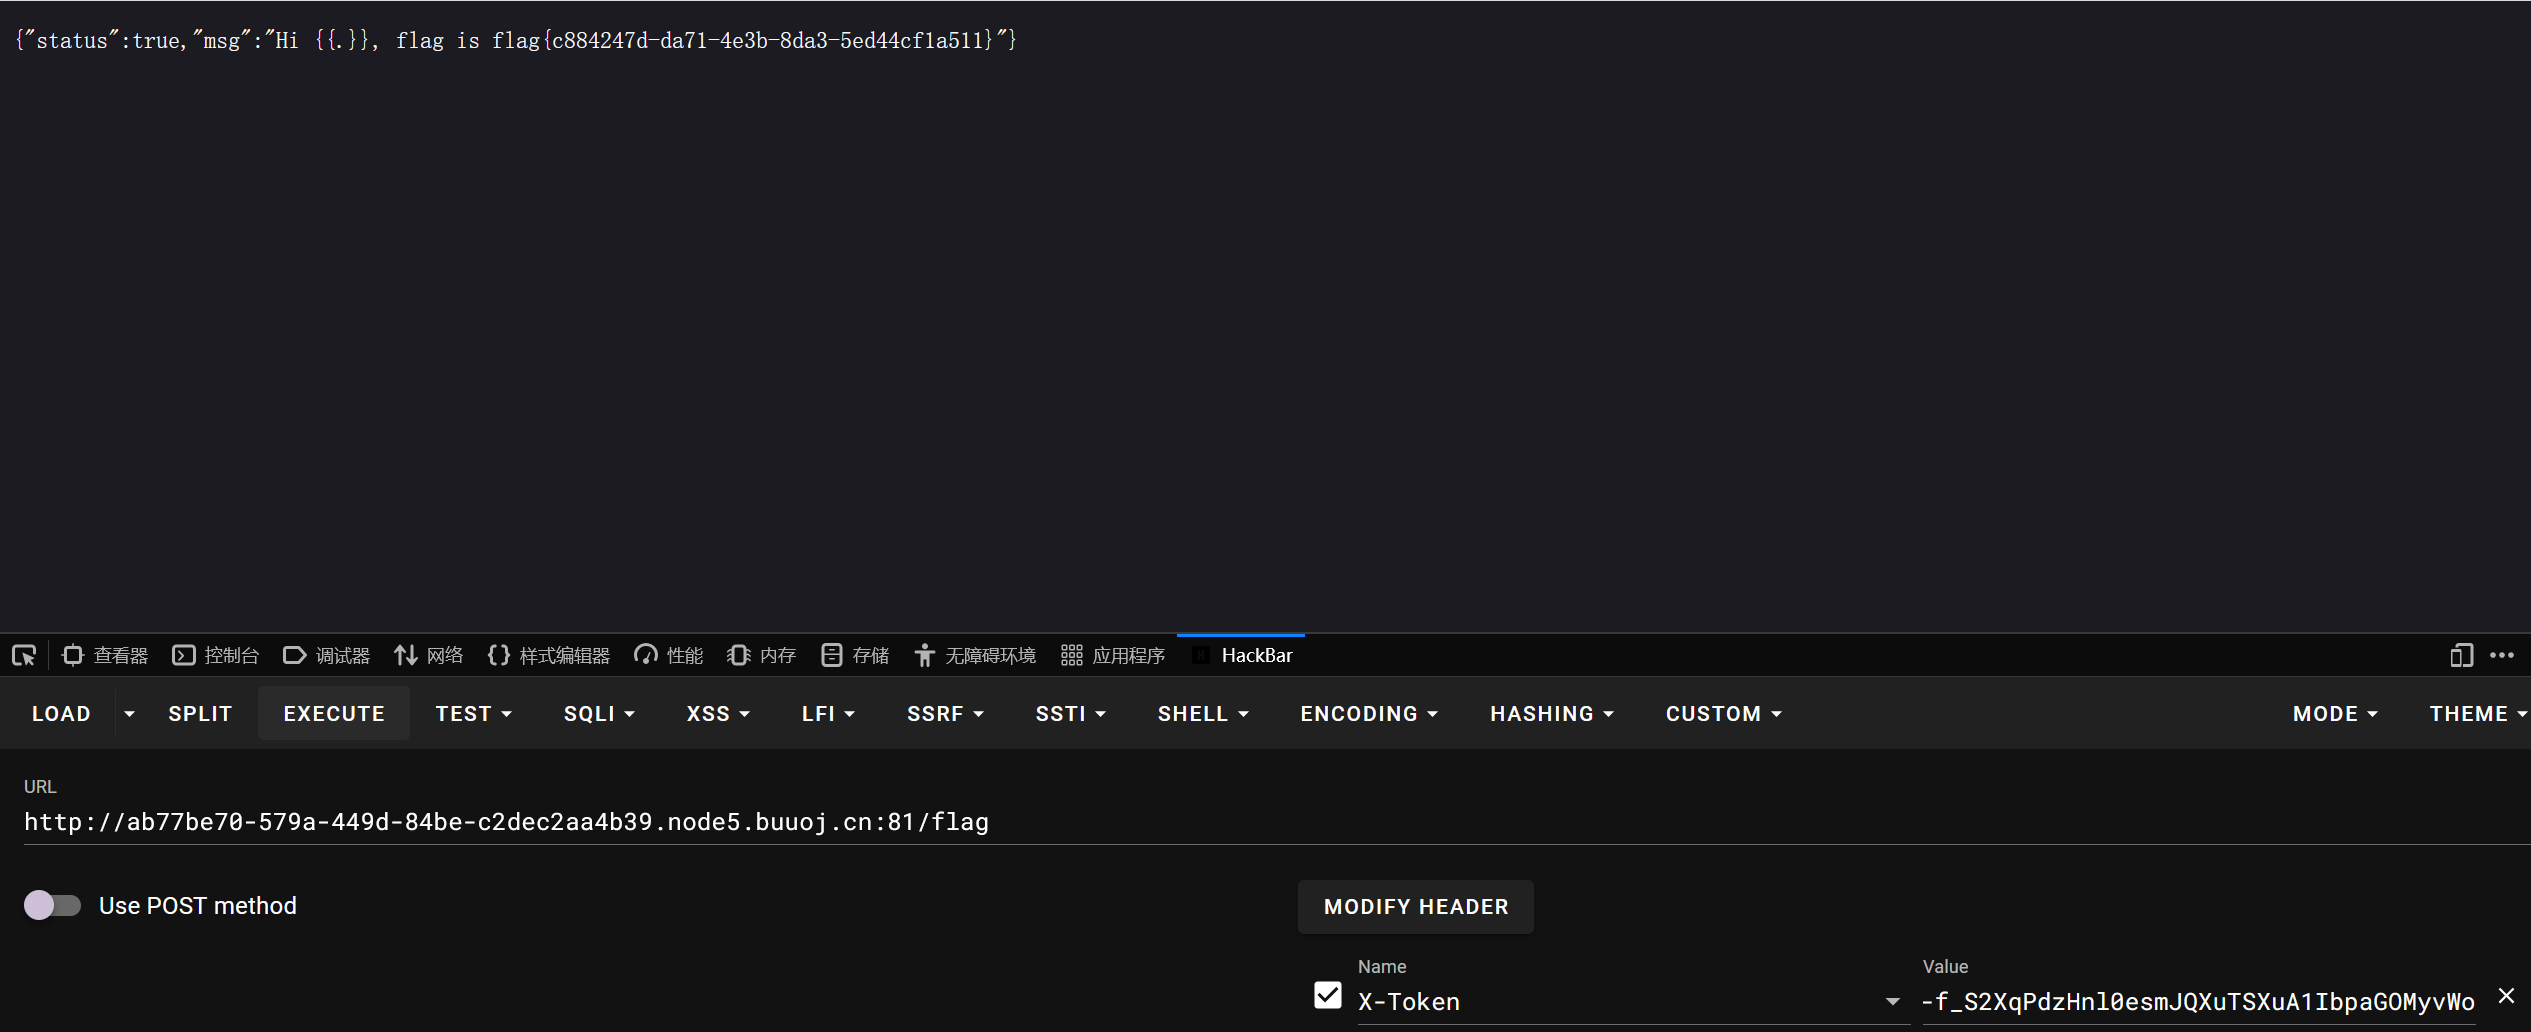 {"status":true,"msg":"Hi {{.}}, flag is flag{c884247d-da71-4e3b-8da3-5ed44cf1a511}"}
查看器 控制台 调试器 网络 样式编辑器 性能 内存 存储 无障碍环境 应用程序 HackBar
LOAD SPLIT EXECUTE TEST SQLI XSS LFI SSRF SSTI SHELL ENCODING HASHING CUSTOM MODE THEME
URL
http://ab77be70-579a-449d-84be-c2dec2aa4b39.node5.buuoj.cn:81/flag
Use POST method
MODIFY HEADER
Name Value
X-Token -f_S2XqPdzHnl0esmJQXuTSXuA1IbpaGOMyvWo